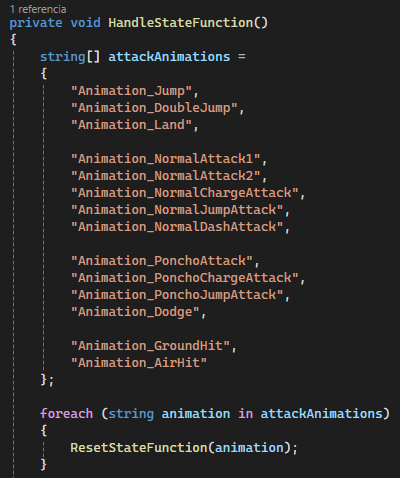 1 referencia
private void HandleStateFunction()
{
string[] attackAnimations =
{
"Animation_Jump",
"Animation_DoubleJump",
"Animation_Land",
"Animation_NormalAttack1",
"Animation_NormalAttack2",
"Animation_NormalChargeAttack",
"Animation_NormalJumpAttack",
"Animation_NormalDashAttack",
"Animation_PonchoAttack",
"Animation_PonchoChargeAttack",
"Animation_PonchoJumpAttack",
"Animation_Dodge",
"Animation_GroundHit",
"Animation_AirHit"
};
foreach (string animation in attackAnimations)
{
ResetStateFunction(animation);
}